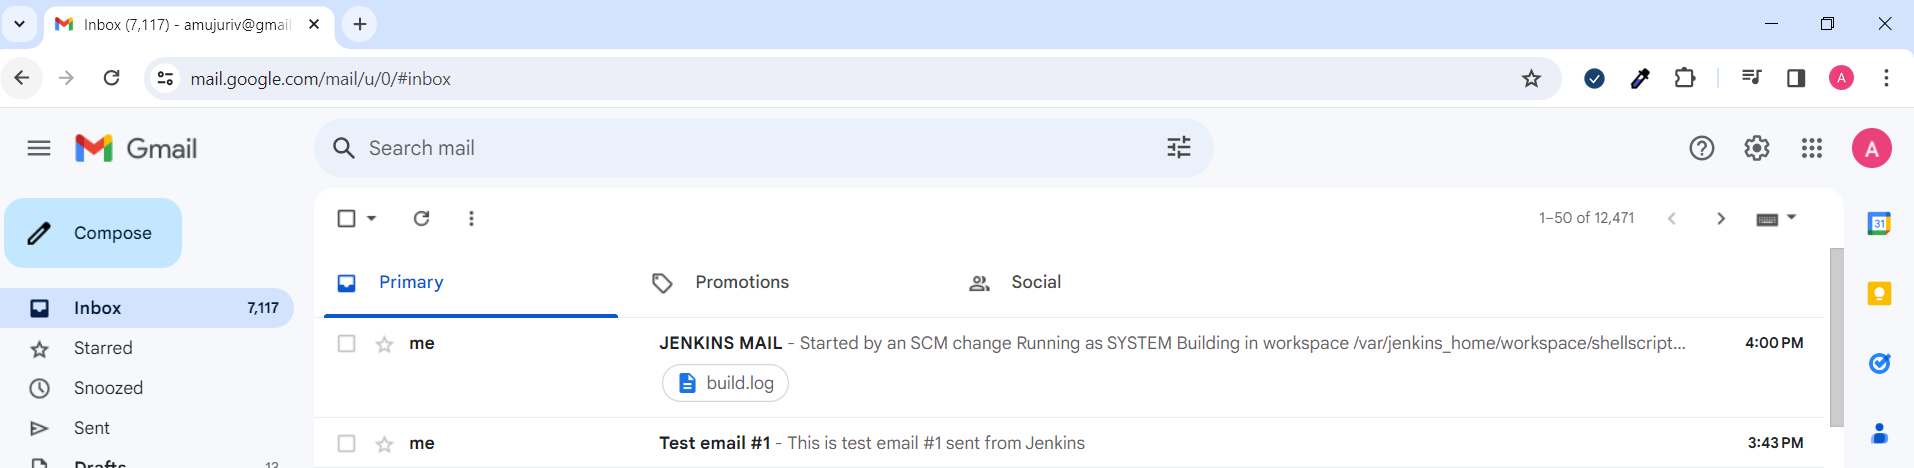 Inbox (7,117) - amujuriv@gmail
mail.google.com/mail/u/0/#inbox
A
Gmail
Search mail
A
Compose
1–50 of 12,471
31
Primary
Promotions
Social
Inbox 7,117
me
JENKINS MAIL - Started by an SCM change Running as SYSTEM Building in workspace /var/jenkins_home/workspace/shellscript...
4:00 PM
Starred
build.log
Snoozed
Sent
me
Test email #1 - This is test email #1 sent from Jenkins
3:43 PM
Drafts 13